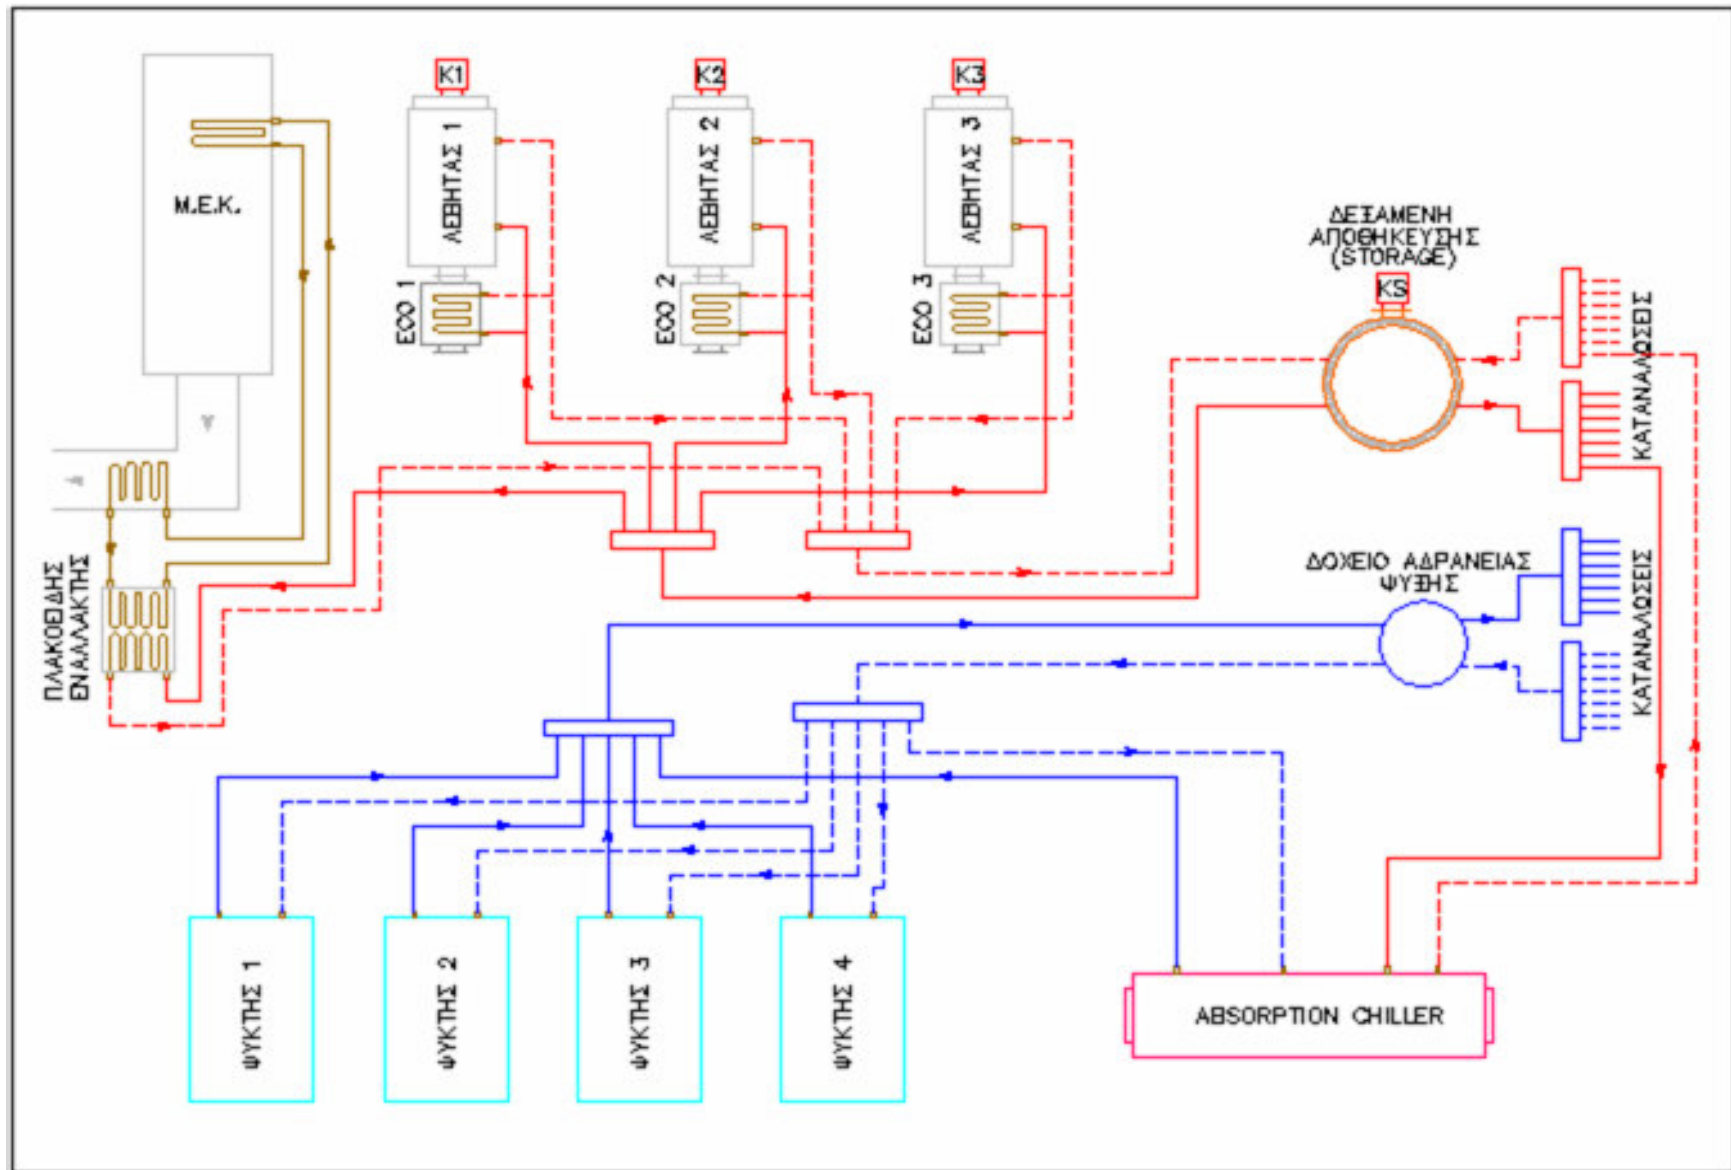 K1
K2
K3
Μ.Ε.Κ.
ΛΕΒΗΤΑΣ 1
ΛΕΒΗΤΑΣ 2
ΛΕΒΗΤΑΣ 3
ECO 1
ECO 2
ECO 3
ΔΕΞΑΜΕΝΗ
ΑΠΟΘΗΚΕΥΣΗΣ
(STORAGE)
KS
ΚΑΤΑΝΑΛΩΣΕΙΣ
ΠΛΑΚΟΕΙΔΗΣ
ΕΝΑΛΛΑΚΤΗΣ
ΔΟΧΕΙΟ ΑΔΡΑΝΕΙΑΣ
ΨΥΞΗΣ
ΚΑΤΑΝΑΛΩΣΕΙΣ
ΨΥΚΤΗΣ 1
ΨΥΚΤΗΣ 2
ΨΥΚΤΗΣ 3
ΨΥΚΤΗΣ 4
ABSORPTION CHILLER